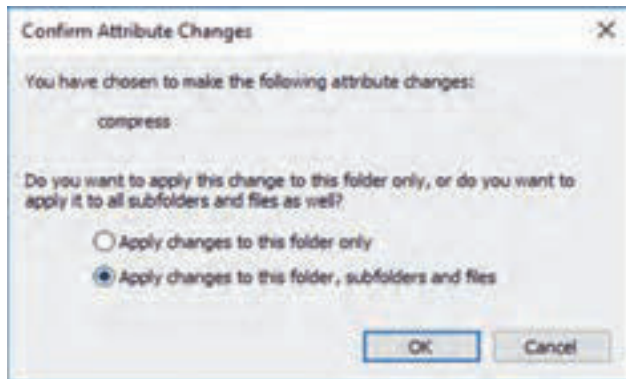 Confirm Attribute Changes
You have chosen to make the following attribute changes:
compress
Do you want to apply this change to this folder only, or do you want to
apply it to all subfolders and files as well?
Apply changes to this folder only
Apply changes to this folder, subfolders and files
OK Cancel